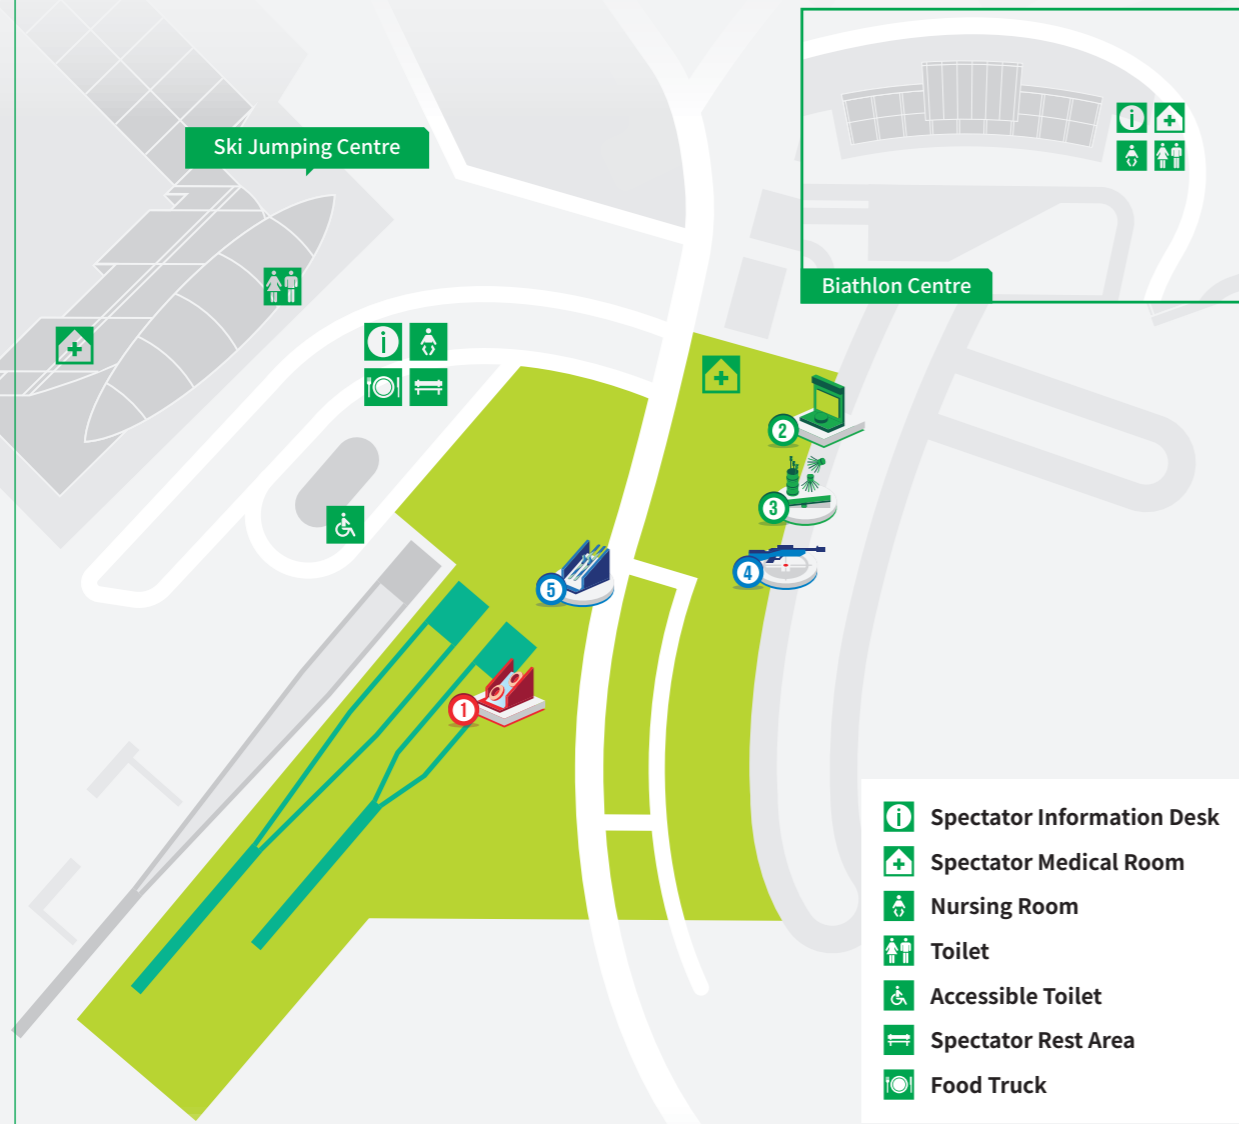 Ski Jumping Centre
Biathlon Centre
2
3
4
5
1
Spectator Information Desk
Spectator Medical Room
Nursing Room
Toilet
Accessible Toilet
Spectator Rest Area
Food Truck